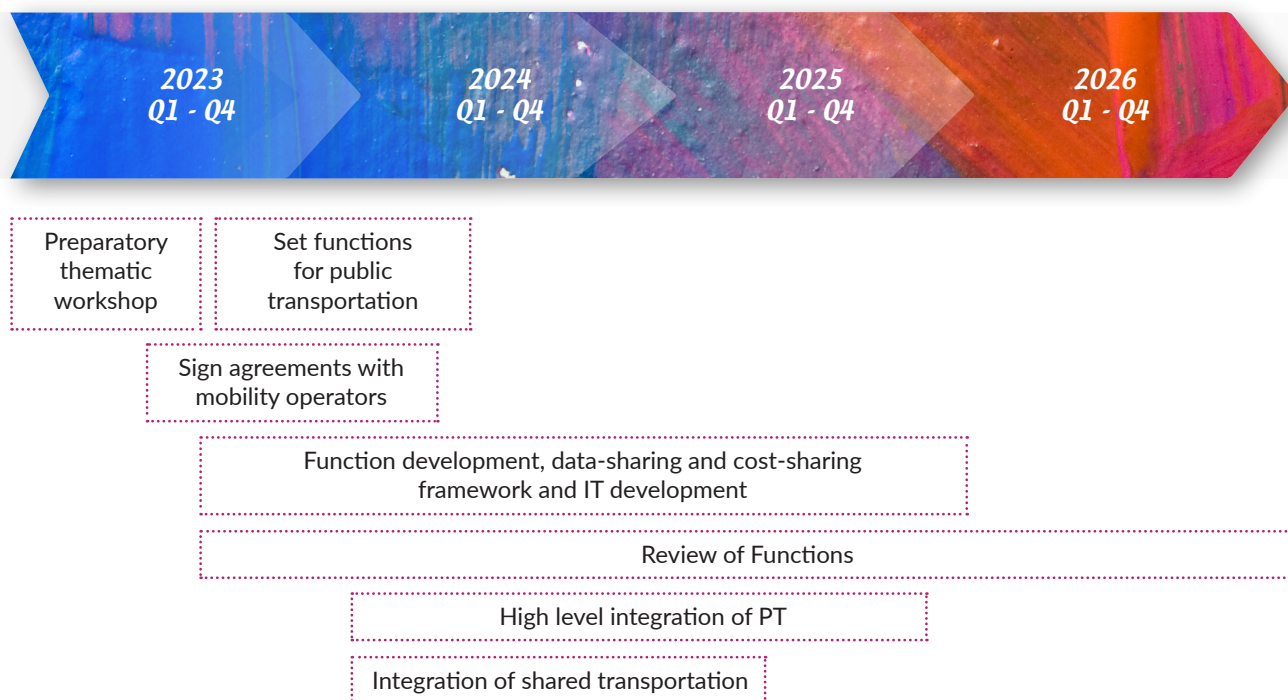 2023
Q1 - Q4
2024
Q1 - Q4
2025
Q1 - Q4
2026
Q1 - Q4
Preparatory
thematic
workshop
Set functions
for public
transportation
Sign agreements with
mobility operators
Function development, data-sharing and cost-sharing
framework and IT development
Review of Functions
High level integration of PT
Integration of shared transportation